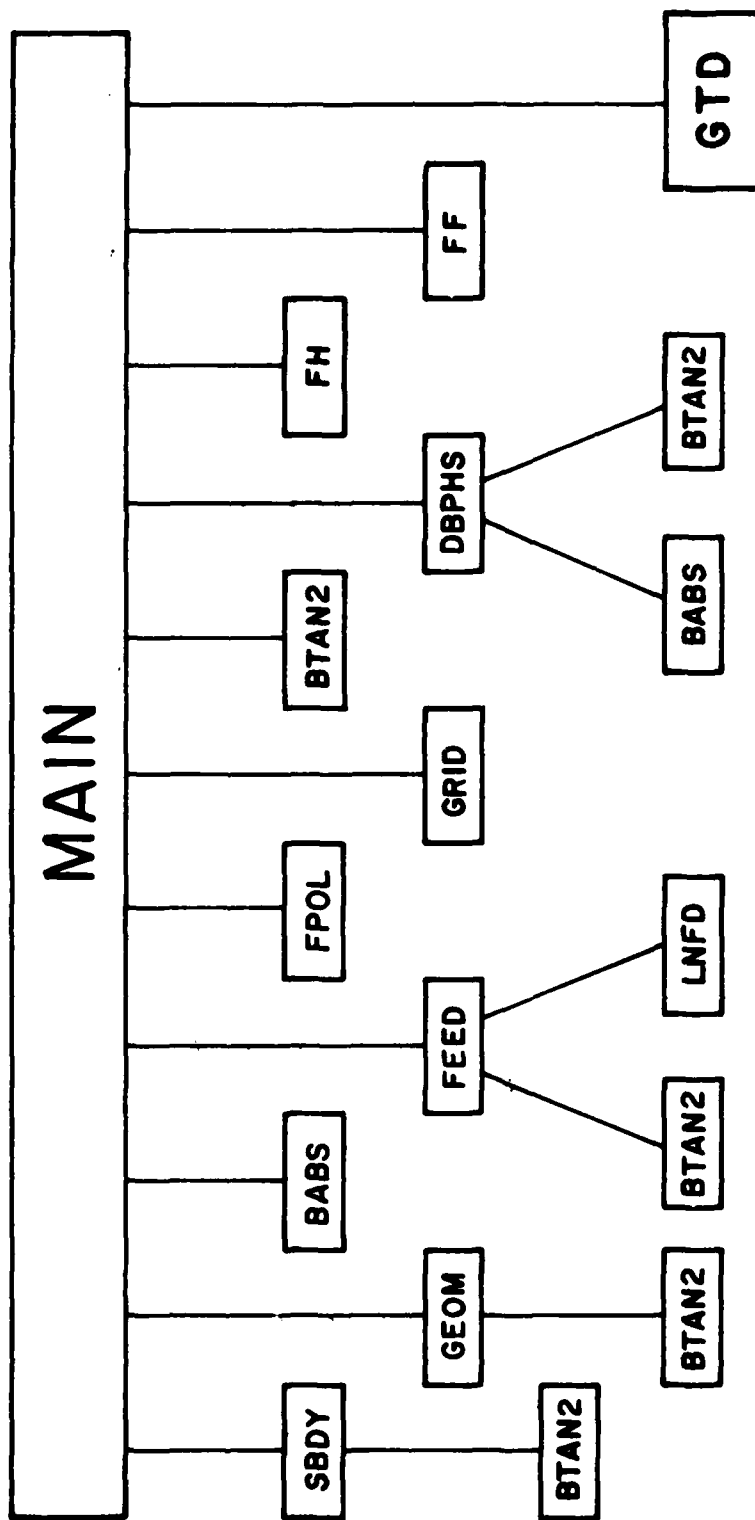 MAIN
SBDY
BABS
FPOL
BTAN2
FH
GEOM
FEED
GRID
DBPHS
FF
BTAN2
BTAN2
BTAN2
LNFD
BABS
BTAN2
GTD